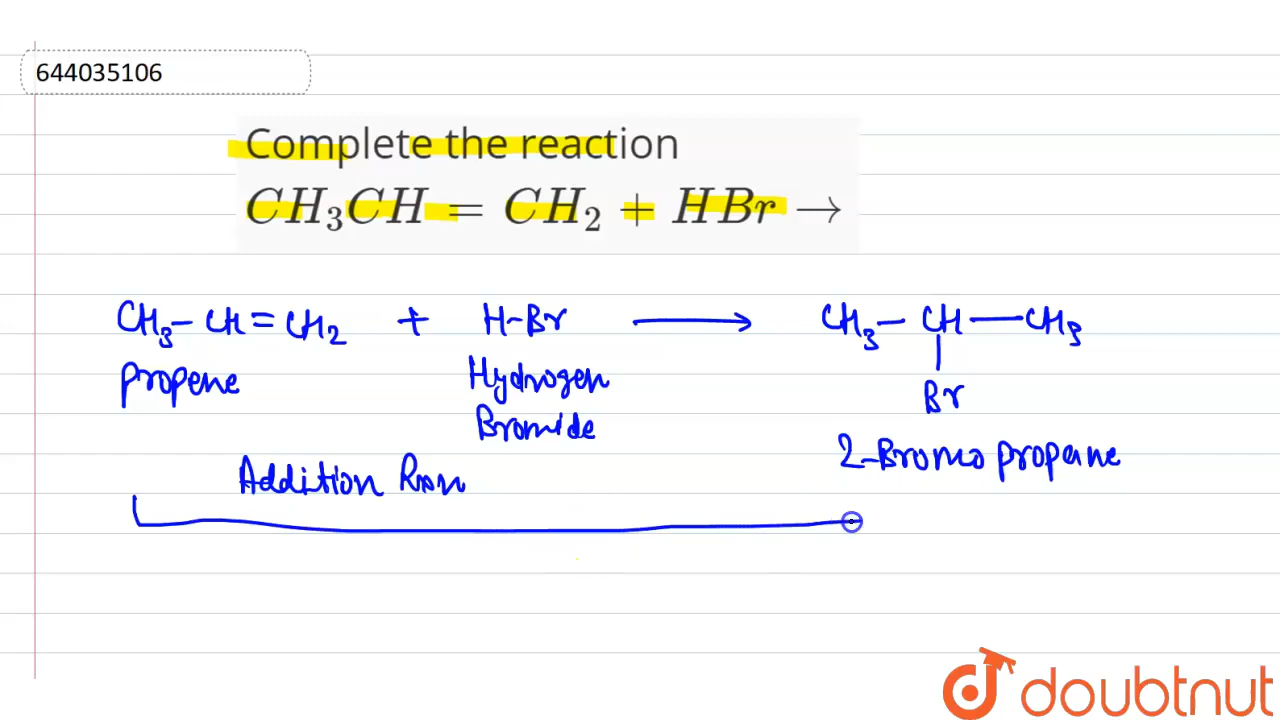 644035106
Complete the reaction
CH₃CH = CH₂ + HBr →
CH₃ – CH = CH₂ + H–Br ⟶ CH₃ – CH — CH₃
|
propene Hydrogen Br
Bromide
2-Bromo propane
Addition Rxn
doubtnut